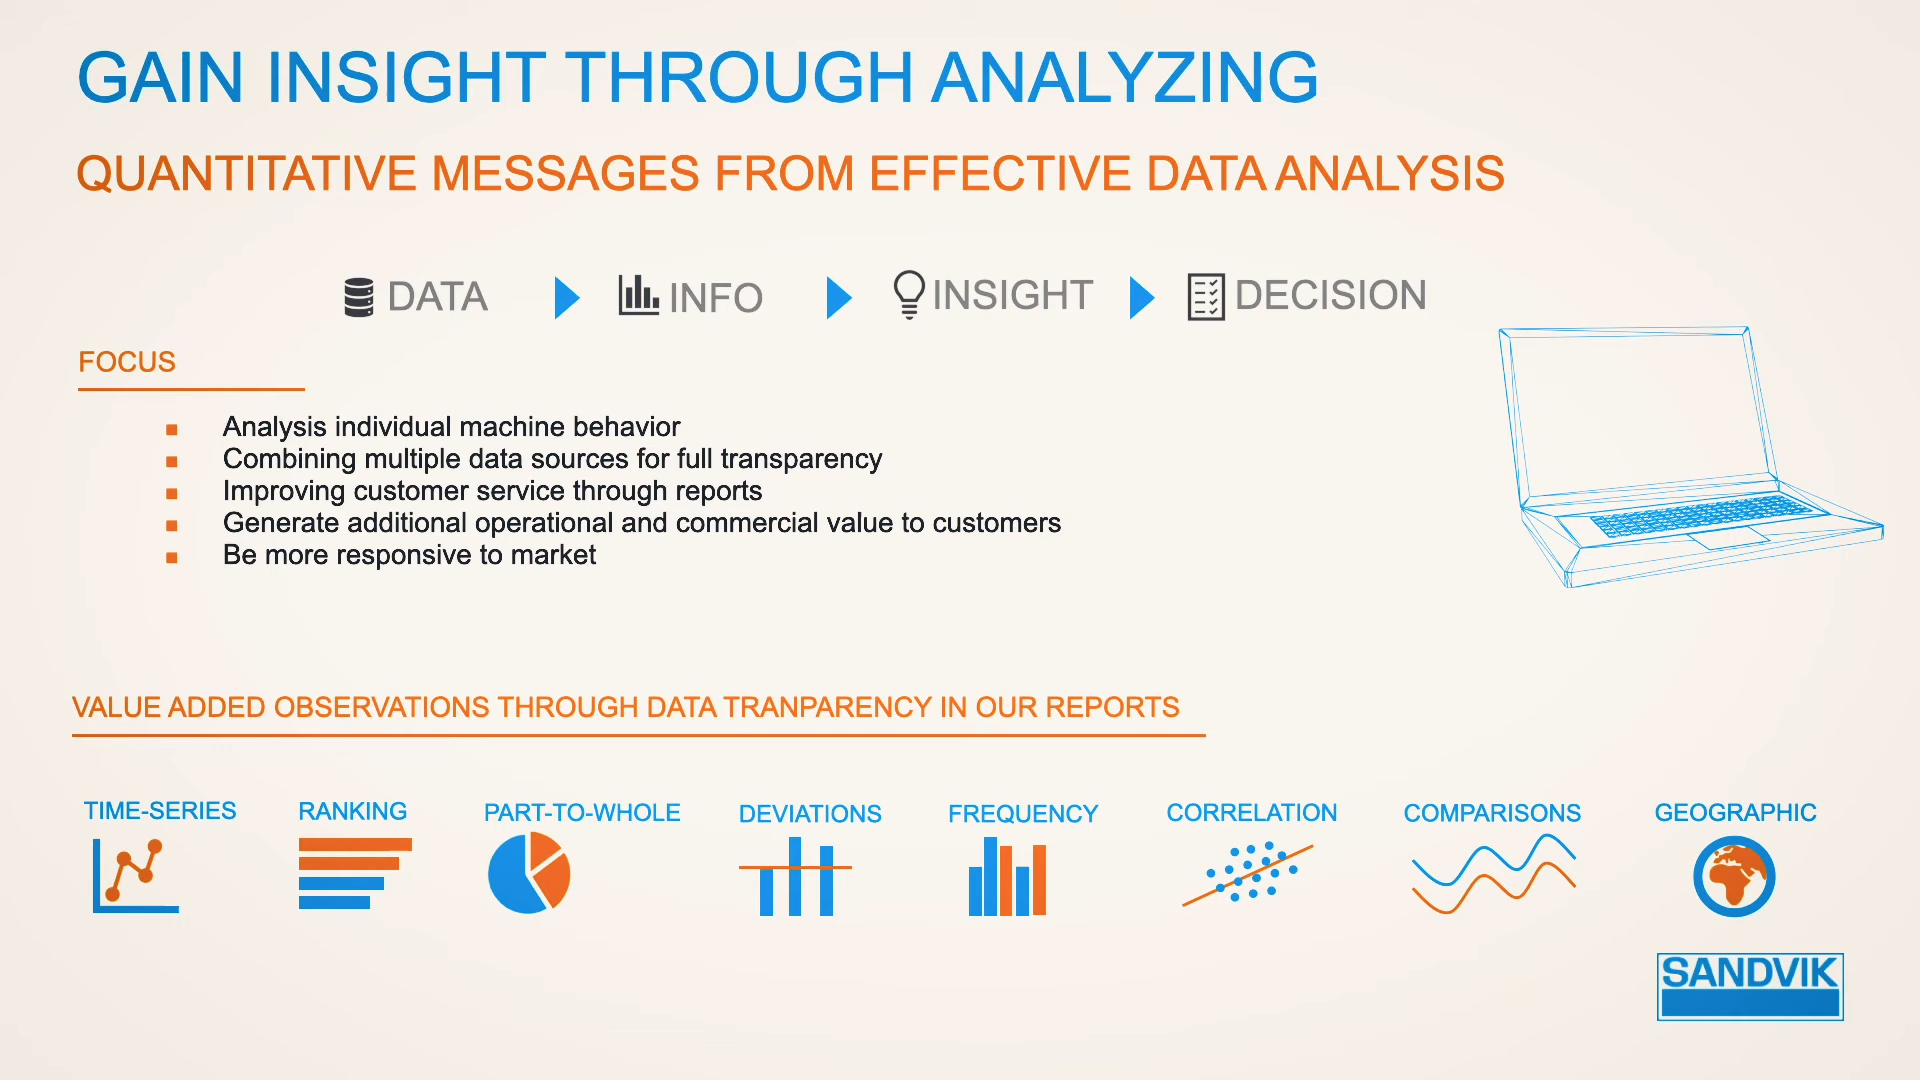 GAIN INSIGHT THROUGH ANALYZING
QUANTITATIVE MESSAGES FROM EFFECTIVE DATA ANALYSIS
DATA INFO INSIGHT DECISION
FOCUS
Analysis individual machine behavior
Combining multiple data sources for full transparency
Improving customer service through reports
Generate additional operational and commercial value to customers
Be more responsive to market
VALUE ADDED OBSERVATIONS THROUGH DATA TRANPARENCY IN OUR REPORTS
TIME-SERIES RANKING PART-TO-WHOLE DEVIATIONS FREQUENCY CORRELATION COMPARISONS GEOGRAPHIC
SANDVIK